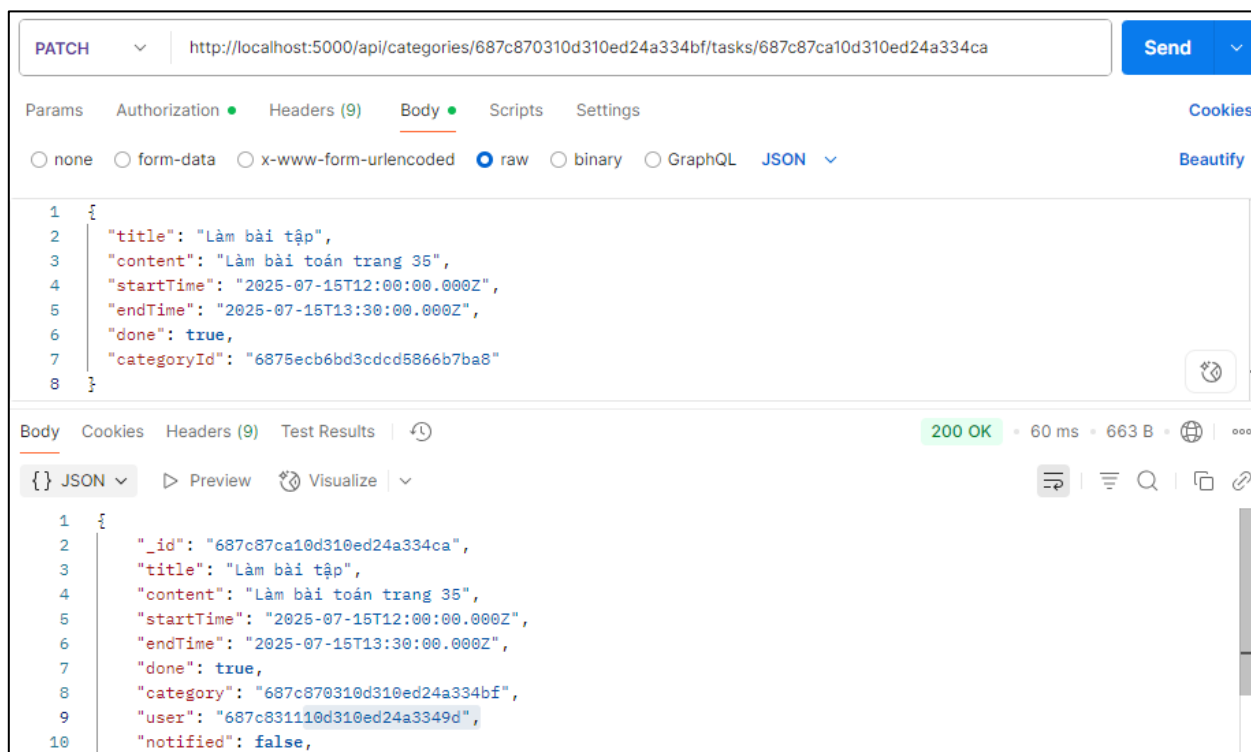 PATCH http://localhost:5000/api/categories/687c870310d310ed24a334bf/tasks/687c87ca10d310ed24a334ca Send
Params Authorization Headers (9) Body Scripts Settings Cookies
none form-data x-www-form-urlencoded raw binary GraphQL JSON Beautify
1 {
2 "title": "Làm bài tập",
3 "content": "Làm bài toán trang 35",
4 "startTime": "2025-07-15T12:00:00.000Z",
5 "endTime": "2025-07-15T13:30:00.000Z",
6 "done": true,
7 "categoryId": "6875ecb6bd3cdcd5866b7ba8"
8 }
Body Cookies Headers (9) Test Results 200 OK • 60 ms • 663 B
{} JSON Preview Visualize
1 {
2 "_id": "687c87ca10d310ed24a334ca",
3 "title": "Làm bài tập",
4 "content": "Làm bài toán trang 35",
5 "startTime": "2025-07-15T12:00:00.000Z",
6 "endTime": "2025-07-15T13:30:00.000Z",
7 "done": true,
8 "category": "687c870310d310ed24a334bf",
9 "user": "687c831110d310ed24a3349d",
10 "notified": false,